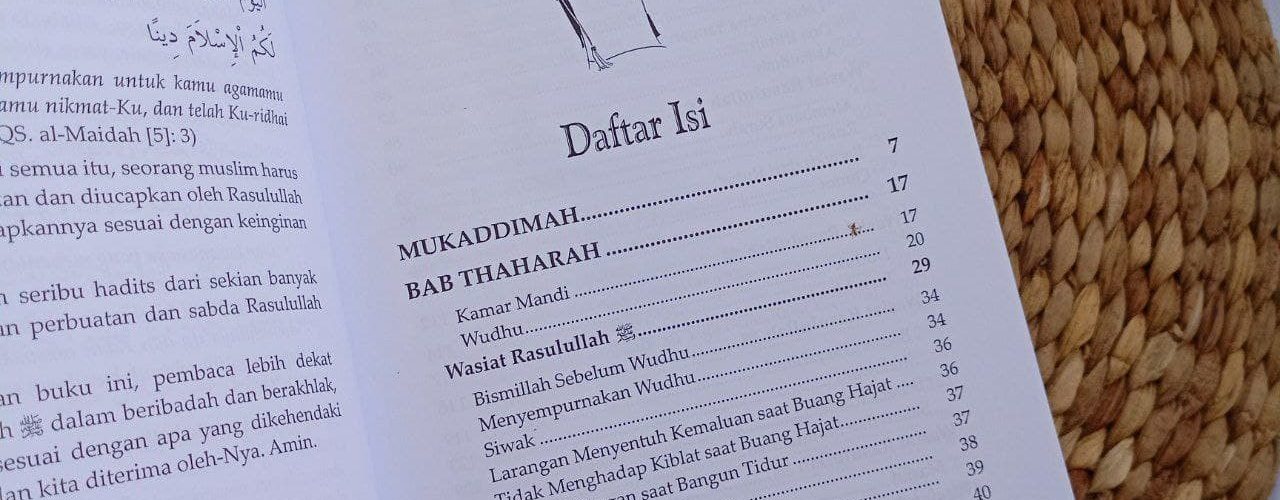 اليوم
لَكُمُ الْإِسْلَامَ دِينًا
mpurnakan untuk kamu agamamu
amu nikmat-Ku, dan telah Ku-ridhai
QS. al-Maidah [5]: 3)
i semua itu, seorang muslim harus
kan dan diucapkan oleh Rasulullah
apkannya sesuai dengan keinginan
n seribu hadits dari sekian banyak
an perbuatan dan sabda Rasulullah
an buku ini, pembaca lebih dekat
h ﷺ dalam beribadah dan berakhlak,
sesuai dengan apa yang dikehendaki
dan kita diterima oleh-Nya. Amin.
Daftar Isi
MUKADDIMAH 7
BAB THAHARAH 17
Kamar Mandi 17
Wudhu 20
Wasiat Rasulullah ﷺ 29
Bismillah Sebelum Wudhu 34
Menyempurnakan Wudhu 34
Siwak 36
Larangan Menyentuh Kemaluan saat Buang Hajat 36
Tidak Menghadap Kiblat saat Buang Hajat 37
an saat Bangun Tidur 37
38
39
40